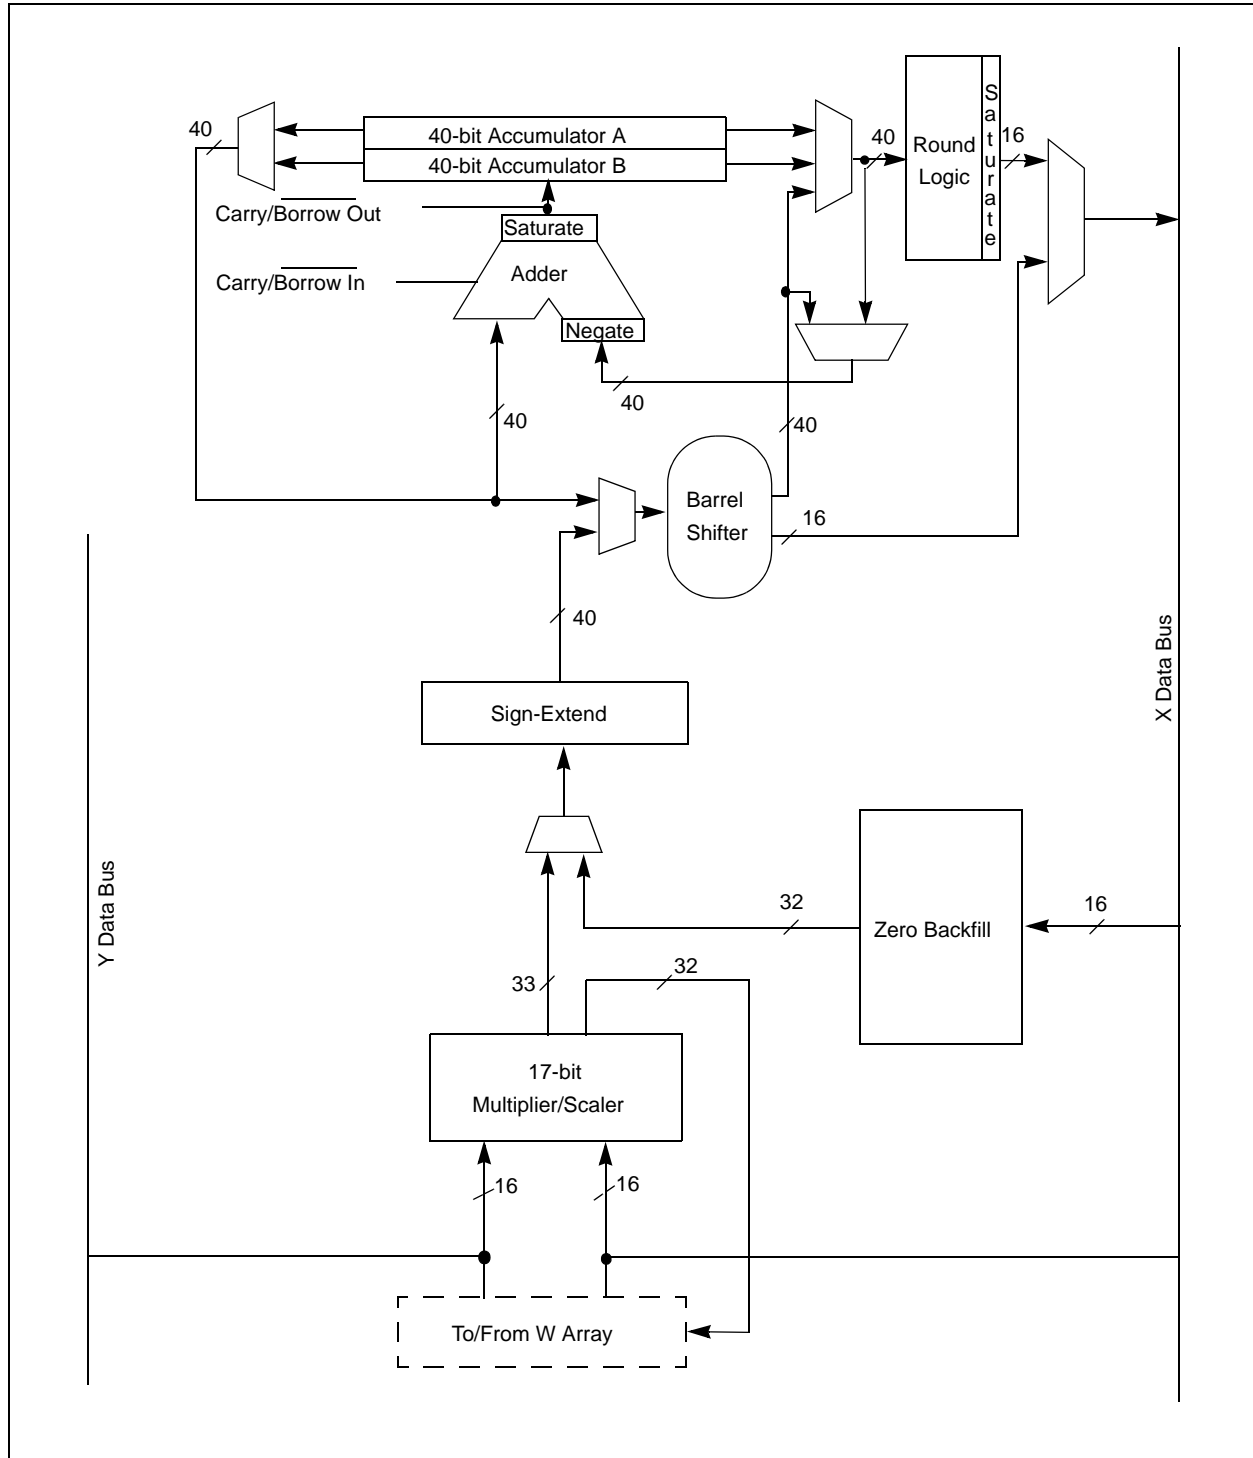 40
40-bit Accumulator A
40-bit Accumulator B
40
Round
Logic
Saturate
16
Carry/Borrow Out
Saturate
Carry/Borrow In
Adder
Negate
40
40
40
Barrel
Shifter
16
40
X Data Bus
Sign-Extend
Y Data Bus
32
Zero Backfill
16
33
32
17-bit
Multiplier/Scaler
16
16
To/From W Array